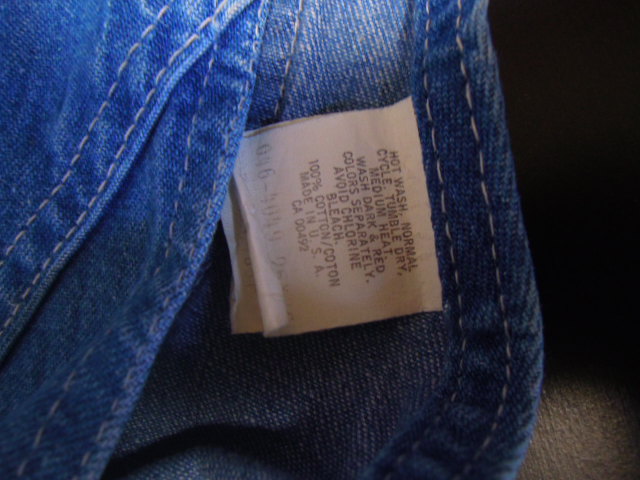 HOT WASH, NORMAL
CYCLE, TUMBLE DRY,
MEDIUM HEAT.
WASH DARK & RED
COLORS SEPARATELY.
AVOID CHLORINE
BLEACH.
100% COTTON/COTON
MADE IN U.S.A.
CA 00492